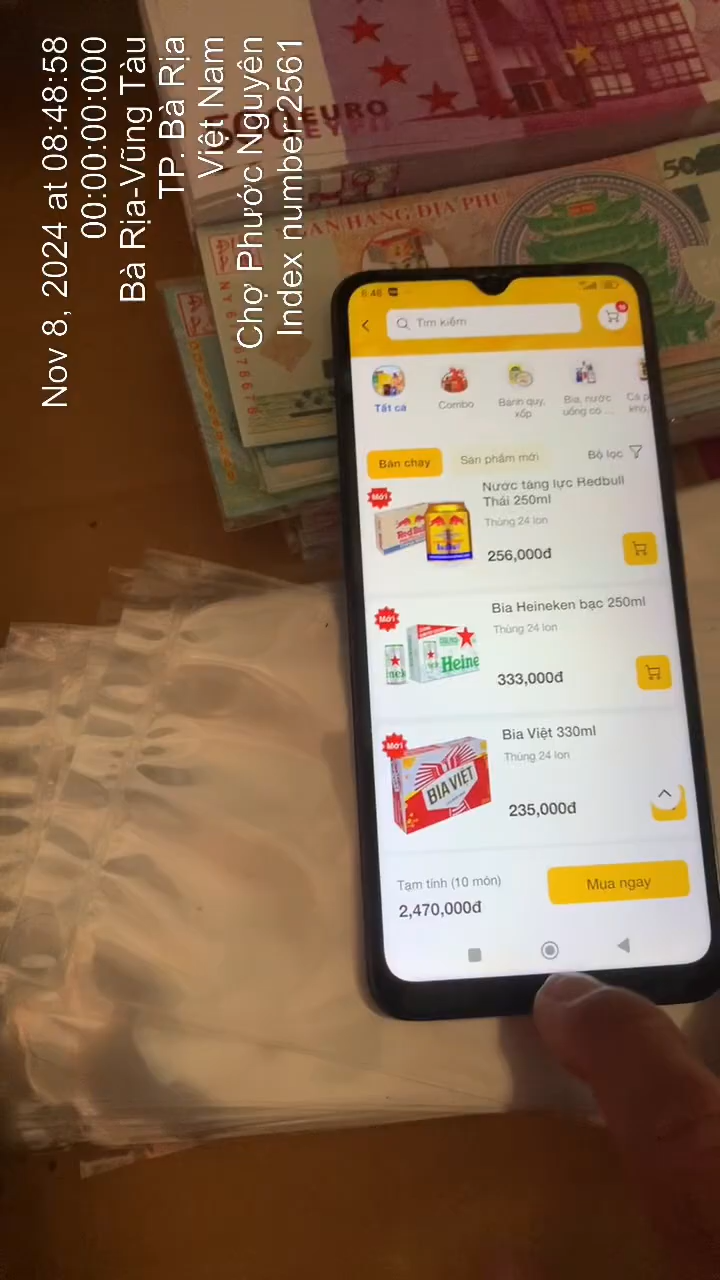 Nov 8, 2024 at 08:48:58
00:00:00:000
Bà Rịa-Vũng Tàu
TP. Bà Rịa
Việt Nam
Chợ Phước Nguyên
Index number:2561
EURO
NGÂN HÀNG ĐỊA PHỦ
8:48
Tìm kiếm
Tất cả
Combo
Bánh quy, xốp
Bia, nước uống có ...
Bán chạy
Sản phẩm mới
Bộ lọc
Mới
Nước tăng lực Redbull
Thái 250ml
Thùng 24 lon
256,000đ
Mới
Bia Heineken bạc 250ml
Thùng 24 lon
Heine
333,000đ
Mới
Bia Việt 330ml
Thùng 24 lon
BIA VIỆT
235,000đ
Tạm tính (10 món)
2,470,000đ
Mua ngay